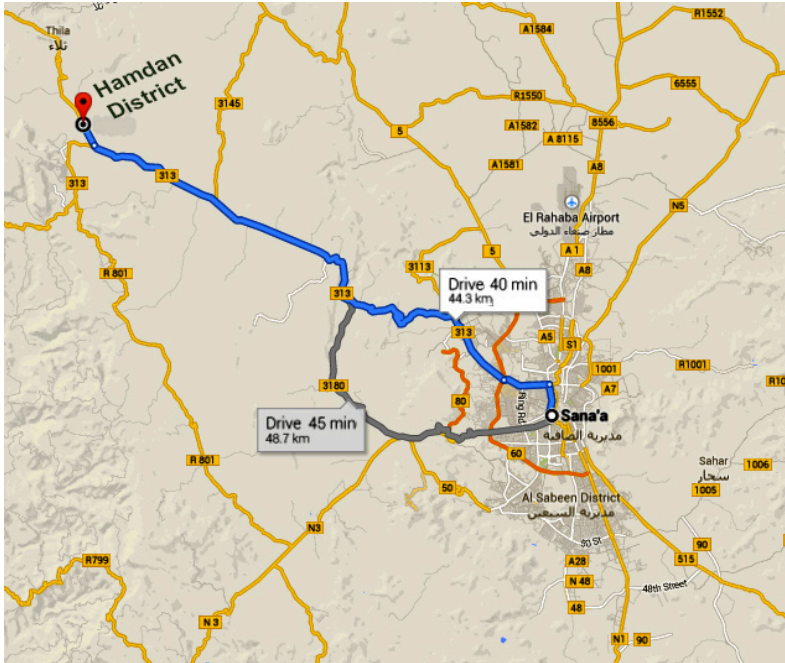 R1552
A1584
Thila
ثلاء
Hamdan
District
3145
R1550
6555
5
A1582
8556
A 8115
A1581
A8
313
313
N5
El Rahaba Airport
مطار صنعاء الدولي
R 801
5
A 1
3113
A8
Drive 40 min
44.3 km
313
313
A5
S1
1001
R1001
A7
R10
3180
80
Ring Rd
Sana'a
مديرية الصافية
Drive 45 min
48.7 km
60
R 801
Sahar
سحار
1006
50
1005
Al Sabeen District
مديرية السبعين
N3
R799
90
515
A28
N 48
48th Street
48
N 3
N1
90